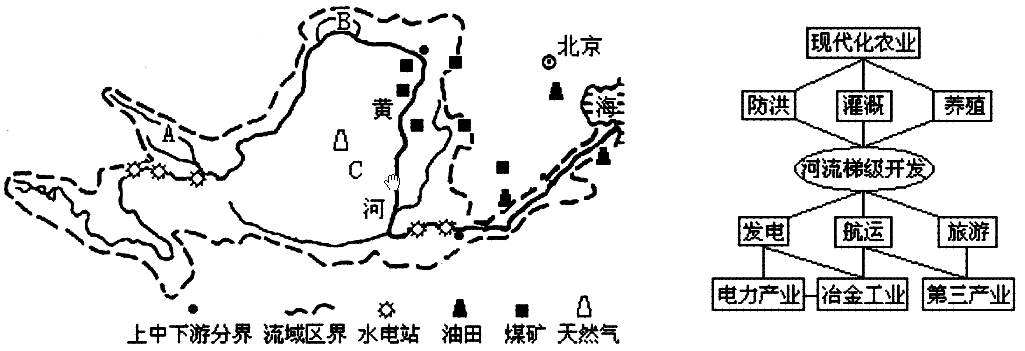 B
北京
黄
海
A
C
河
上中下游分界 流域区界 水电站 油田 煤矿 天然气
现代化农业
防洪 灌溉 养殖
河流梯级开发
发电 航运 旅游
电力产业 冶金工业 第三产业